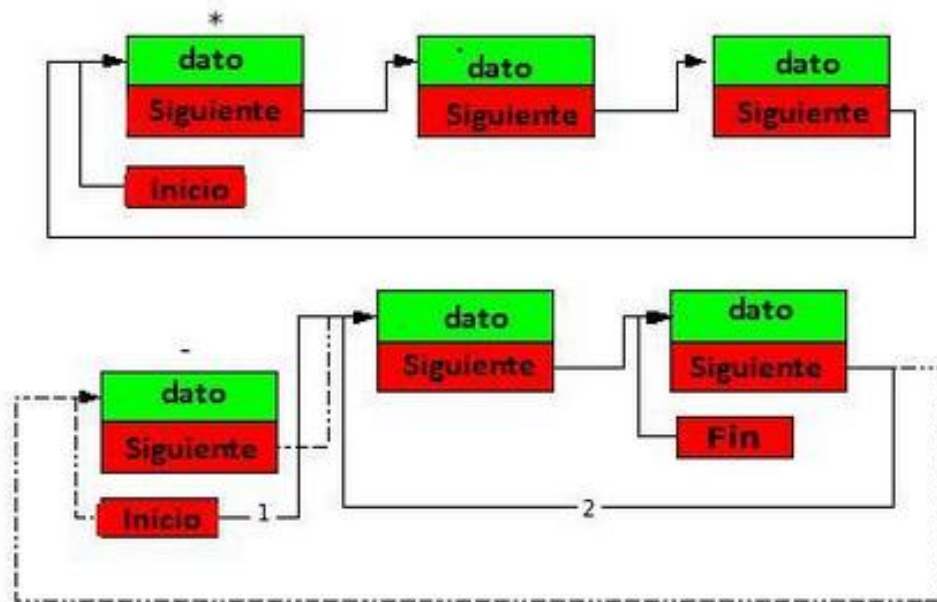 *
dato
dato
dato
Siguiente
Siguiente
Siguiente
Inicio
dato
dato
-
dato
Siguiente
Siguiente
Siguiente
Fin
Inicio
1
2